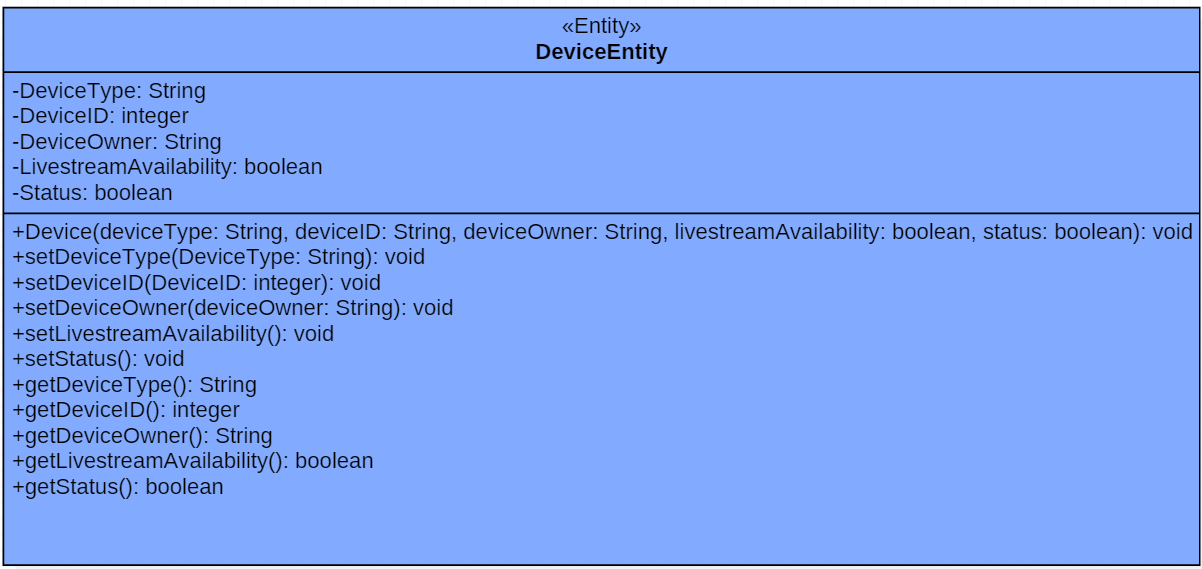 «Entity»
DeviceEntity
-DeviceType: String
-DeviceID: integer
-DeviceOwner: String
-LivestreamAvailability: boolean
-Status: boolean
+Device(deviceType: String, deviceID: String, deviceOwner: String, livestreamAvailability: boolean, status: boolean): void
+setDeviceType(DeviceType: String): void
+setDeviceID(DeviceID: integer): void
+setDeviceOwner(deviceOwner: String): void
+setLivestreamAvailability(): void
+setStatus(): void
+getDeviceType(): String
+getDeviceID(): integer
+getDeviceOwner(): String
+getLivestreamAvailability(): boolean
+getStatus(): boolean